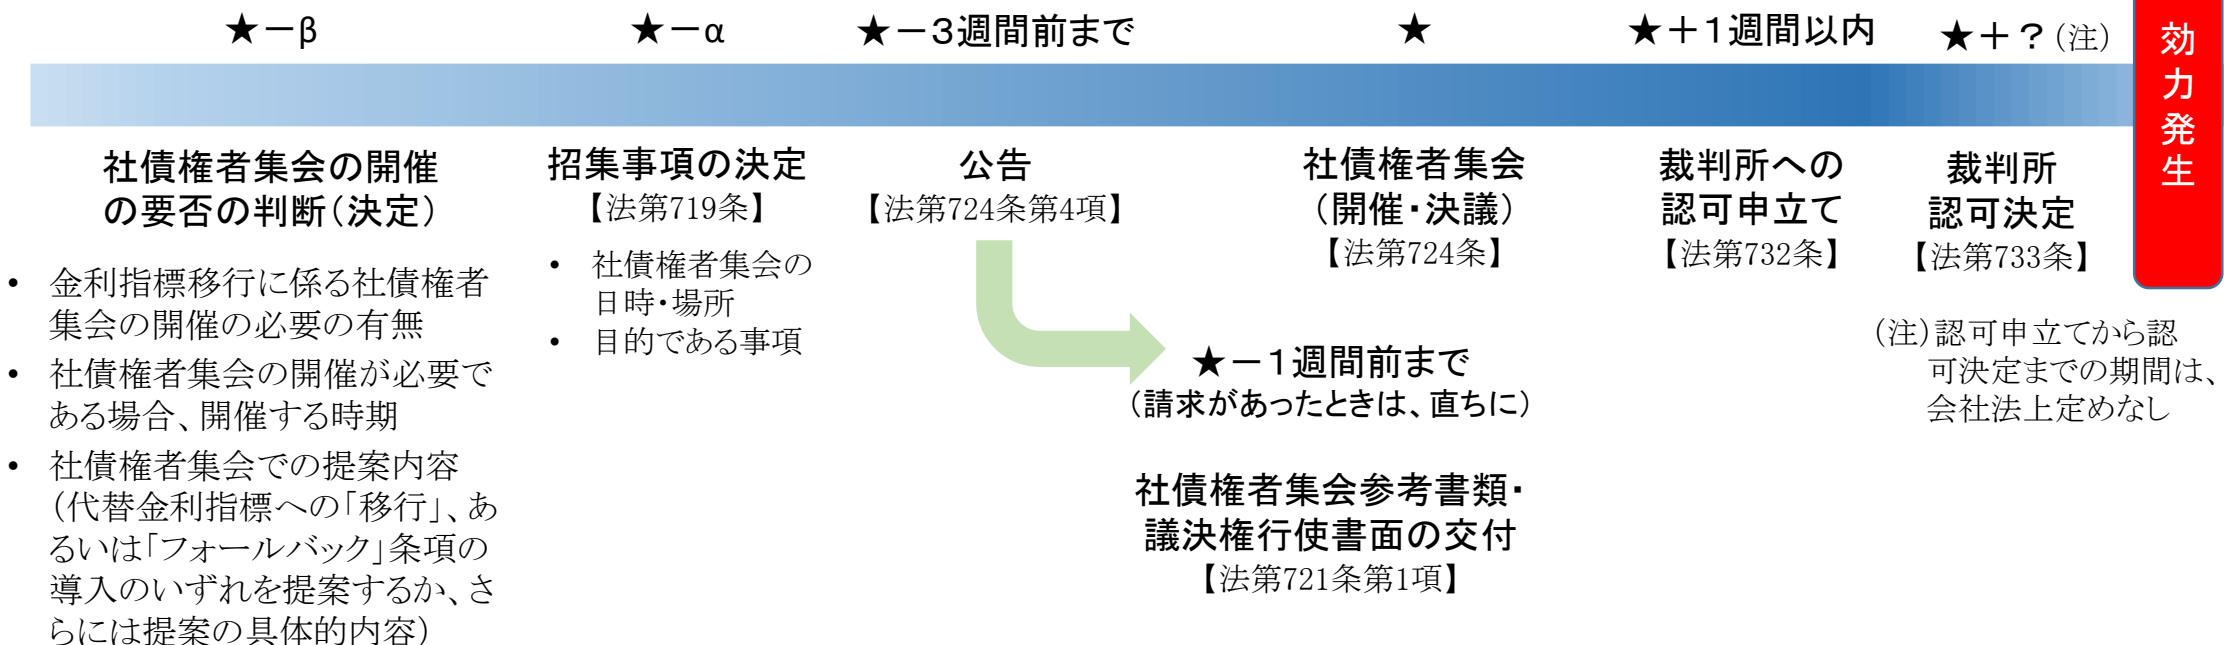 ★－β
★－α
★－３週間前まで
★
★＋１週間以内
★＋？（注）
効力発生
社債権者集会の開催
の要否の判断（決定）
• 金利指標移行に係る社債権者
集会の開催の必要の有無
• 社債権者集会の開催が必要で
ある場合、開催する時期
• 社債権者集会での提案内容
（代替金利指標への「移行」、あ
るいは「フォールバック」条項の
導入のいずれを提案するか、さ
らには提案の具体的内容）
招集事項の決定
【法第719条】
• 社債権者集会の
日時・場所
• 目的である事項
公告
【法第724条第4項】
★－１週間前まで
（請求があったときは、直ちに）
社債権者集会参考書類・
議決権行使書面の交付
【法第721条第1項】
社債権者集会
（開催・決議）
【法第724条】
裁判所への
認可申立て
【法第732条】
裁判所
認可決定
【法第733条】
（注）認可申立てから認
可決定までの期間は、
会社法上定めなし